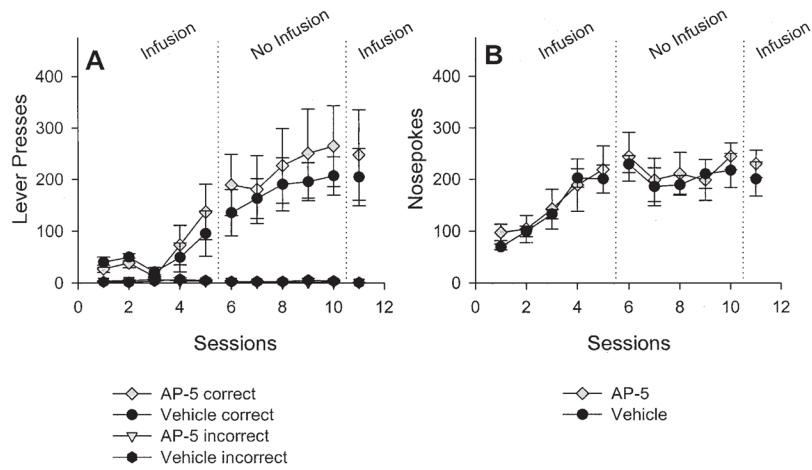 Infusion
No Infusion
Infusion
A
Lever Presses
400
300
200
100
0
0 2 4 6 8 10 12
Sessions
AP-5 correct
Vehicle correct
AP-5 incorrect
Vehicle incorrect
Infusion
No Infusion
Infusion
B
Nosepokes
400
300
200
100
0
0 2 4 6 8 10 12
Sessions
AP-5
Vehicle